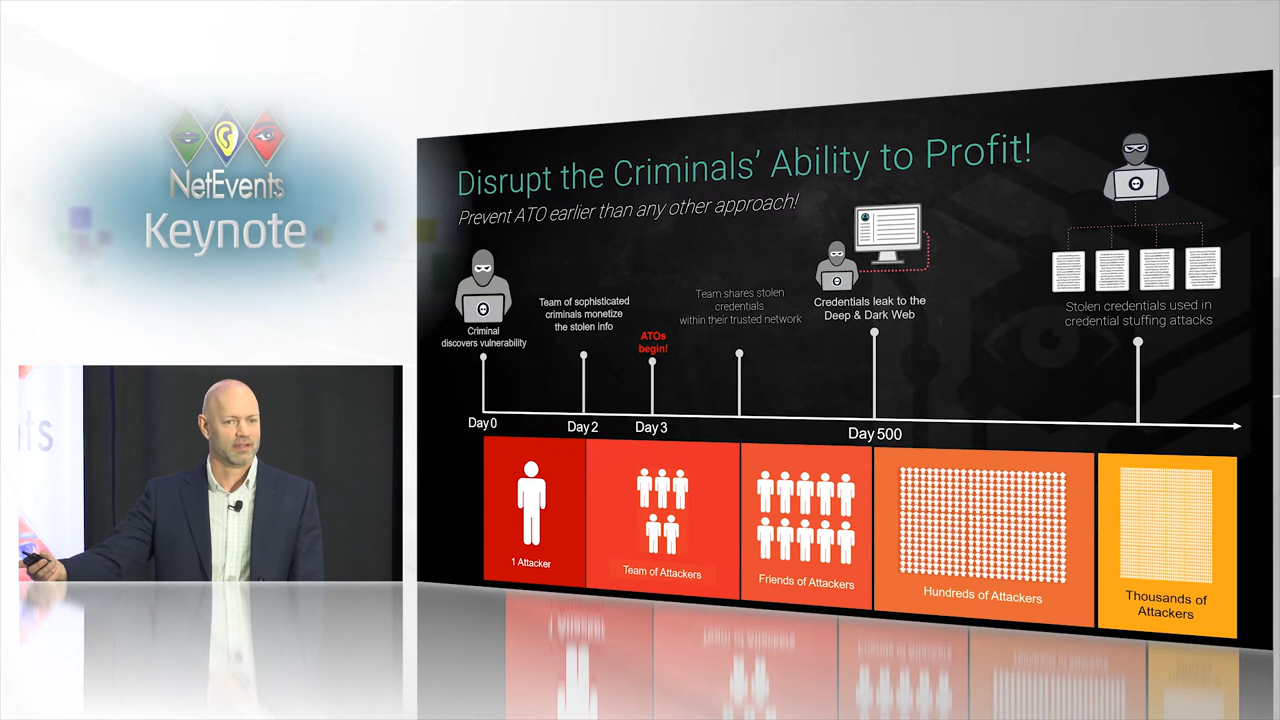 NetEvents
Keynote
Disrupt the Criminals' Ability to Profit!
Prevent ATO earlier than any other approach!
Criminal
discovers vulnerability
Team of sophisticated
criminals monetize
the stolen info
ATOs
begin!
Team shares stolen
credentials
within their trusted network
Credentials leak to the
Deep & Dark Web
Stolen credentials used in
credential stuffing attacks
Day 0
Day 2
Day 3
Day 500
1 Attacker
Team of Attackers
Friends of Attackers
Hundreds of Attackers
Thousands of
Attackers
ts